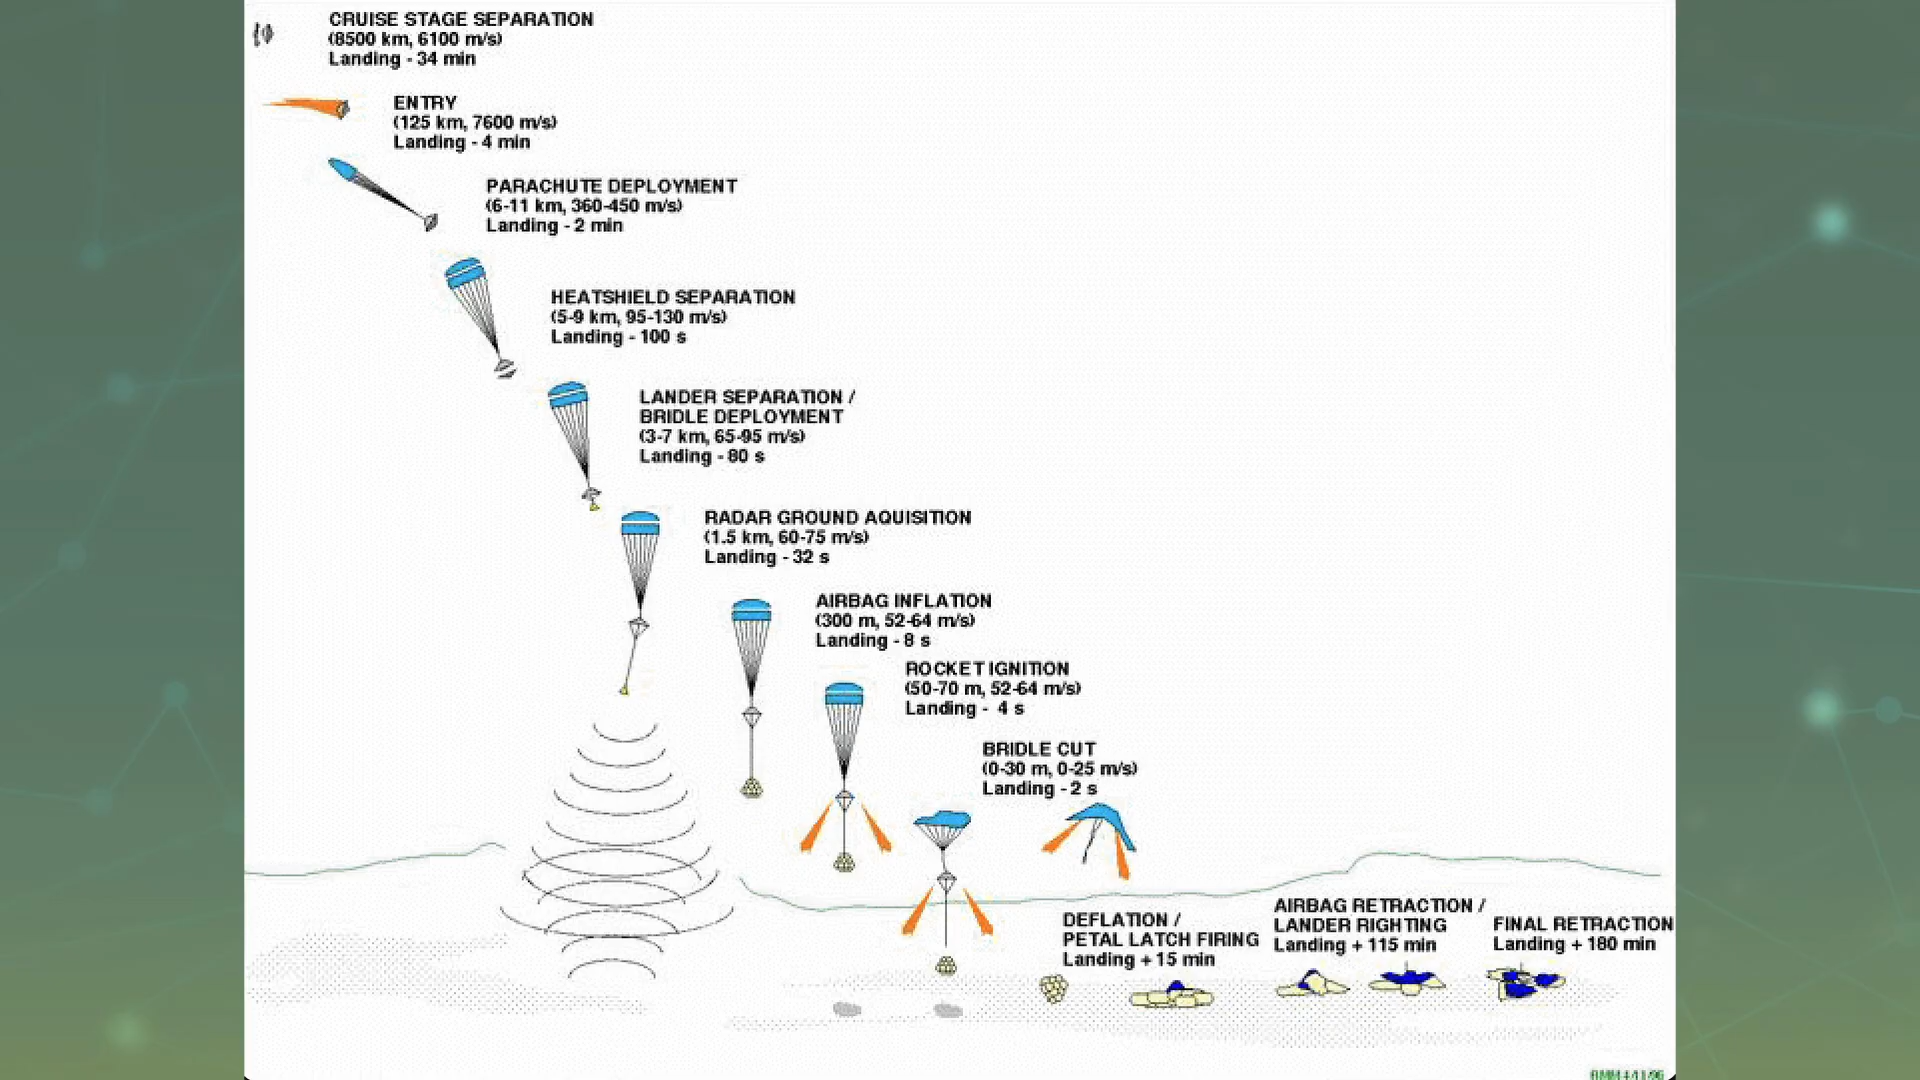 CRUISE STAGE SEPARATION
(8500 km, 6100 m/s)
Landing - 34 min
ENTRY
(125 km, 7600 m/s)
Landing - 4 min
PARACHUTE DEPLOYMENT
(6-11 km, 360-450 m/s)
Landing - 2 min
HEATSHIELD SEPARATION
(5-9 km, 95-130 m/s)
Landing - 100 s
LANDER SEPARATION /
BRIDLE DEPLOYMENT
(3-7 km, 65-95 m/s)
Landing - 80 s
RADAR GROUND AQUISITION
(1.5 km, 60-75 m/s)
Landing - 32 s
AIRBAG INFLATION
(300 m, 52-64 m/s)
Landing - 8 s
ROCKET IGNITION
(50-70 m, 52-64 m/s)
Landing - 4 s
BRIDLE CUT
(0-30 m, 0-25 m/s)
Landing - 2 s
DEFLATION /
PETAL LATCH FIRING
Landing + 15 min
AIRBAG RETRACTION /
LANDER RIGHTING
Landing + 115 min
FINAL RETRACTION
Landing + 180 min